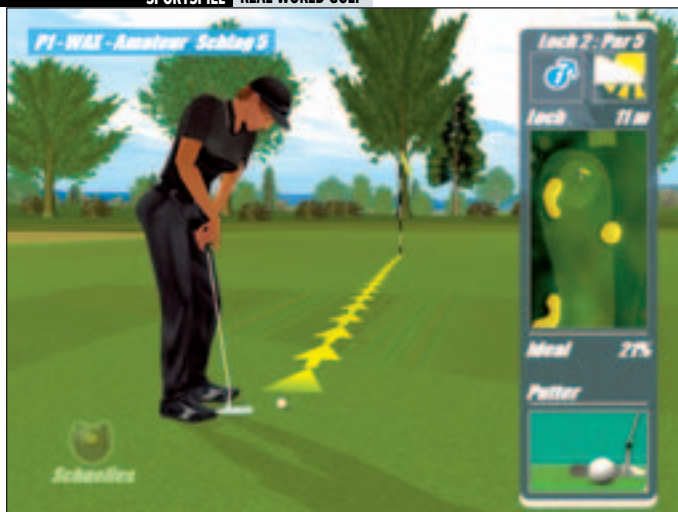 SPORTSPIEL REAL WORLD GOLF
P1-WAX-Amateur Schlag 5
Loch 2 : Par 5
Loch 11 m
Ideal 21%
Putter
Schnelles